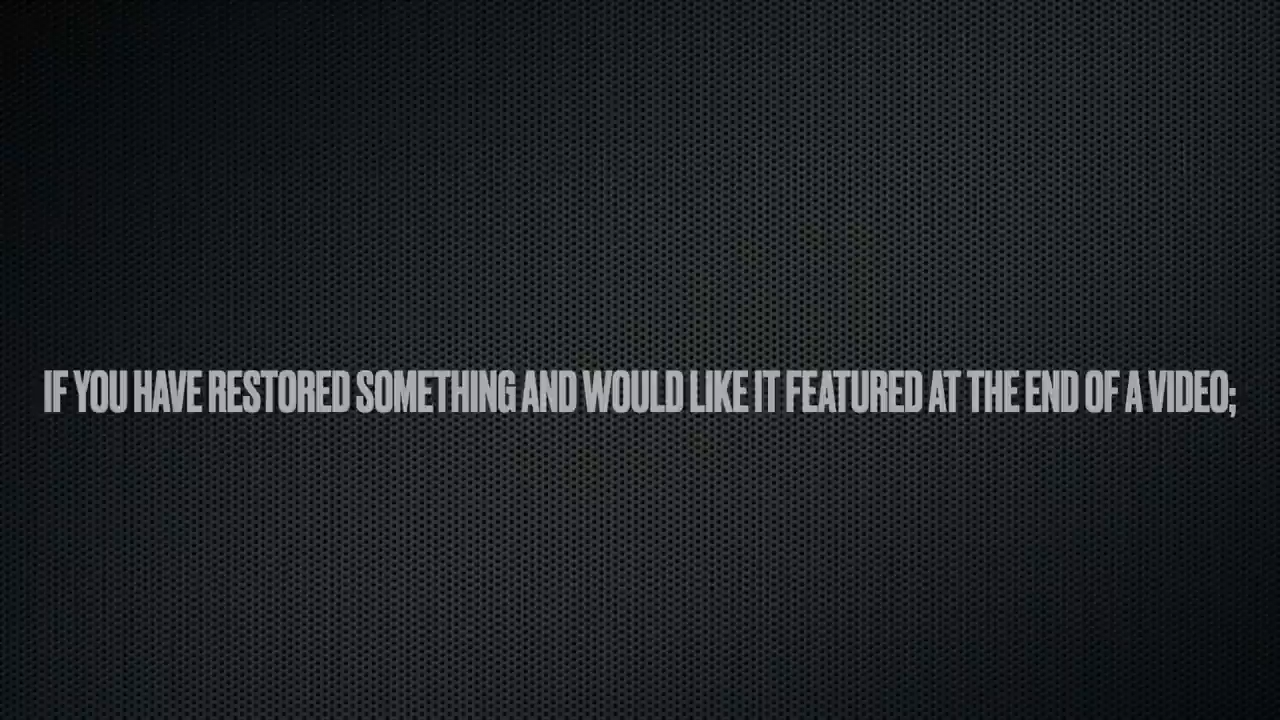 IF YOU HAVE RESTORED SOMETHING AND WOULD LIKE IT FEATURED AT THE END OF A VIDEO;